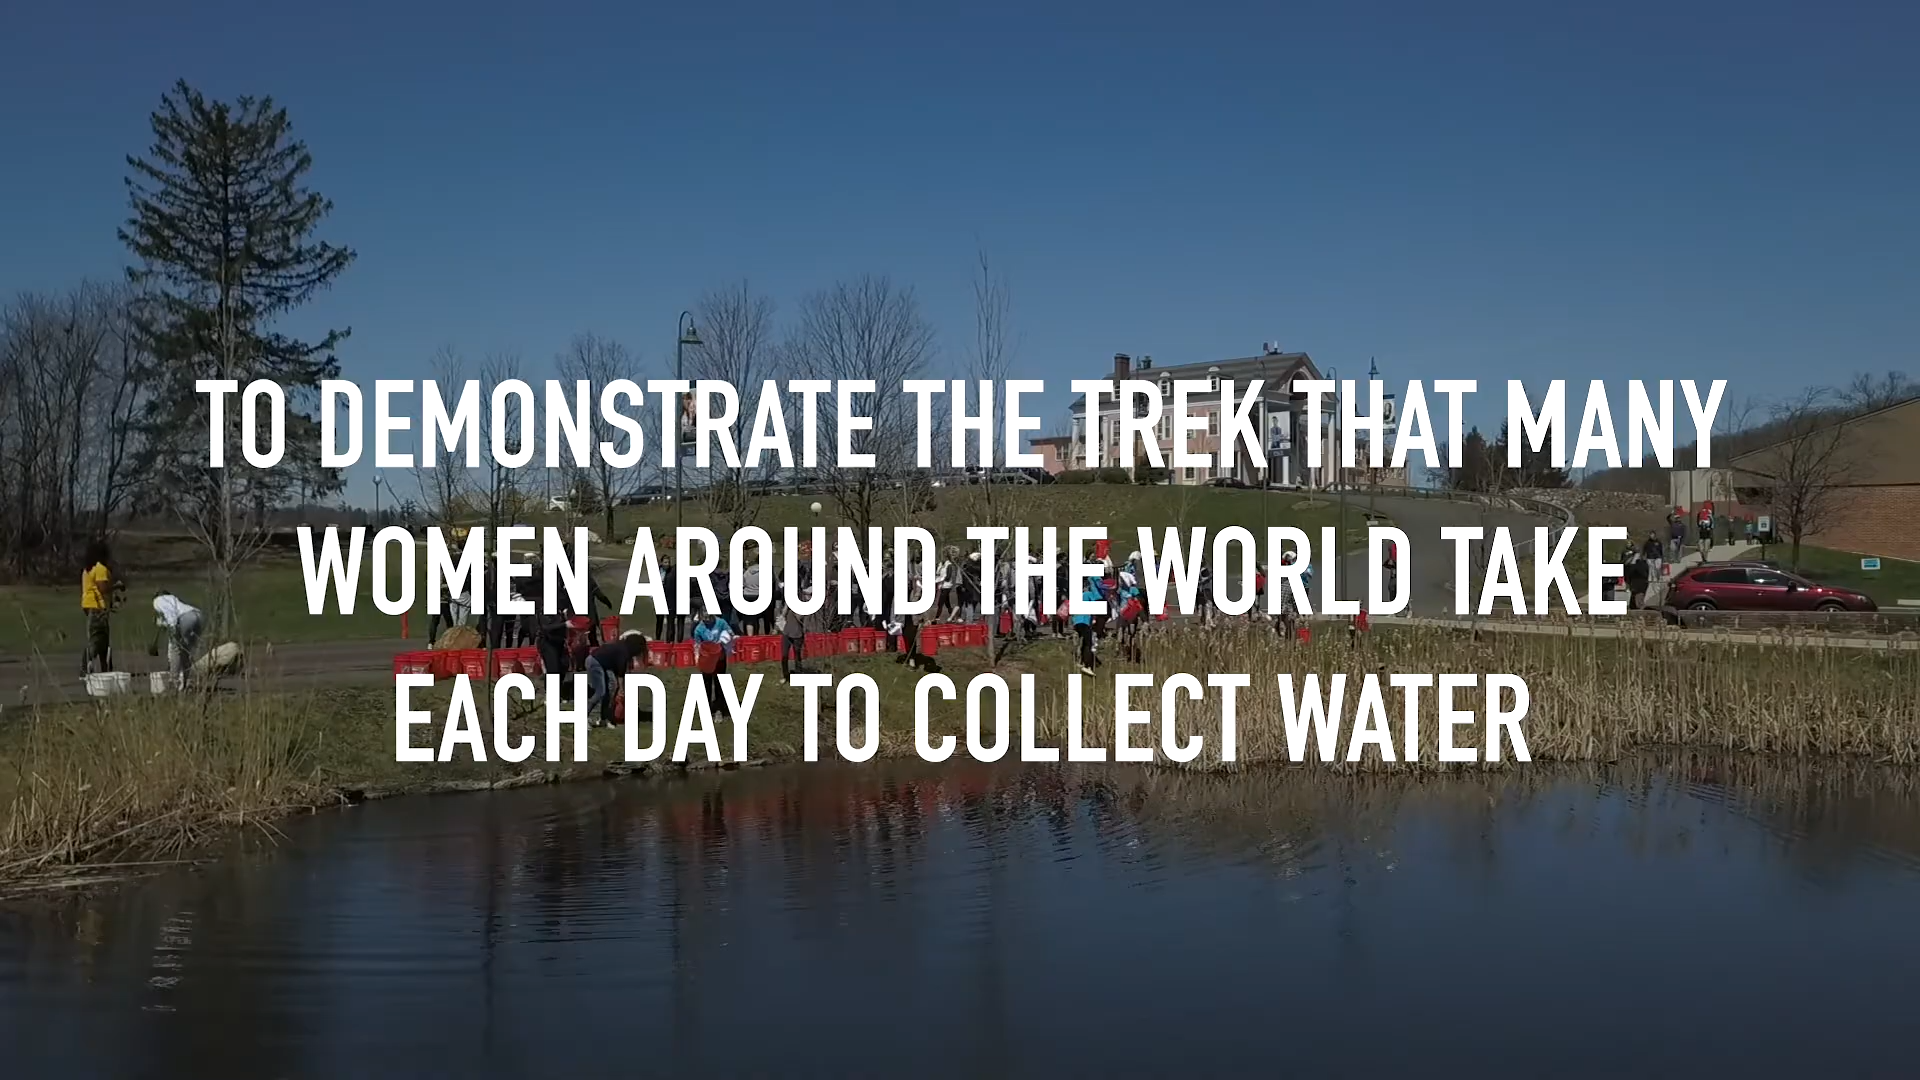 TO DEMONSTRATE THE TREK THAT MANY
WOMEN AROUND THE WORLD TAKE
EACH DAY TO COLLECT WATER